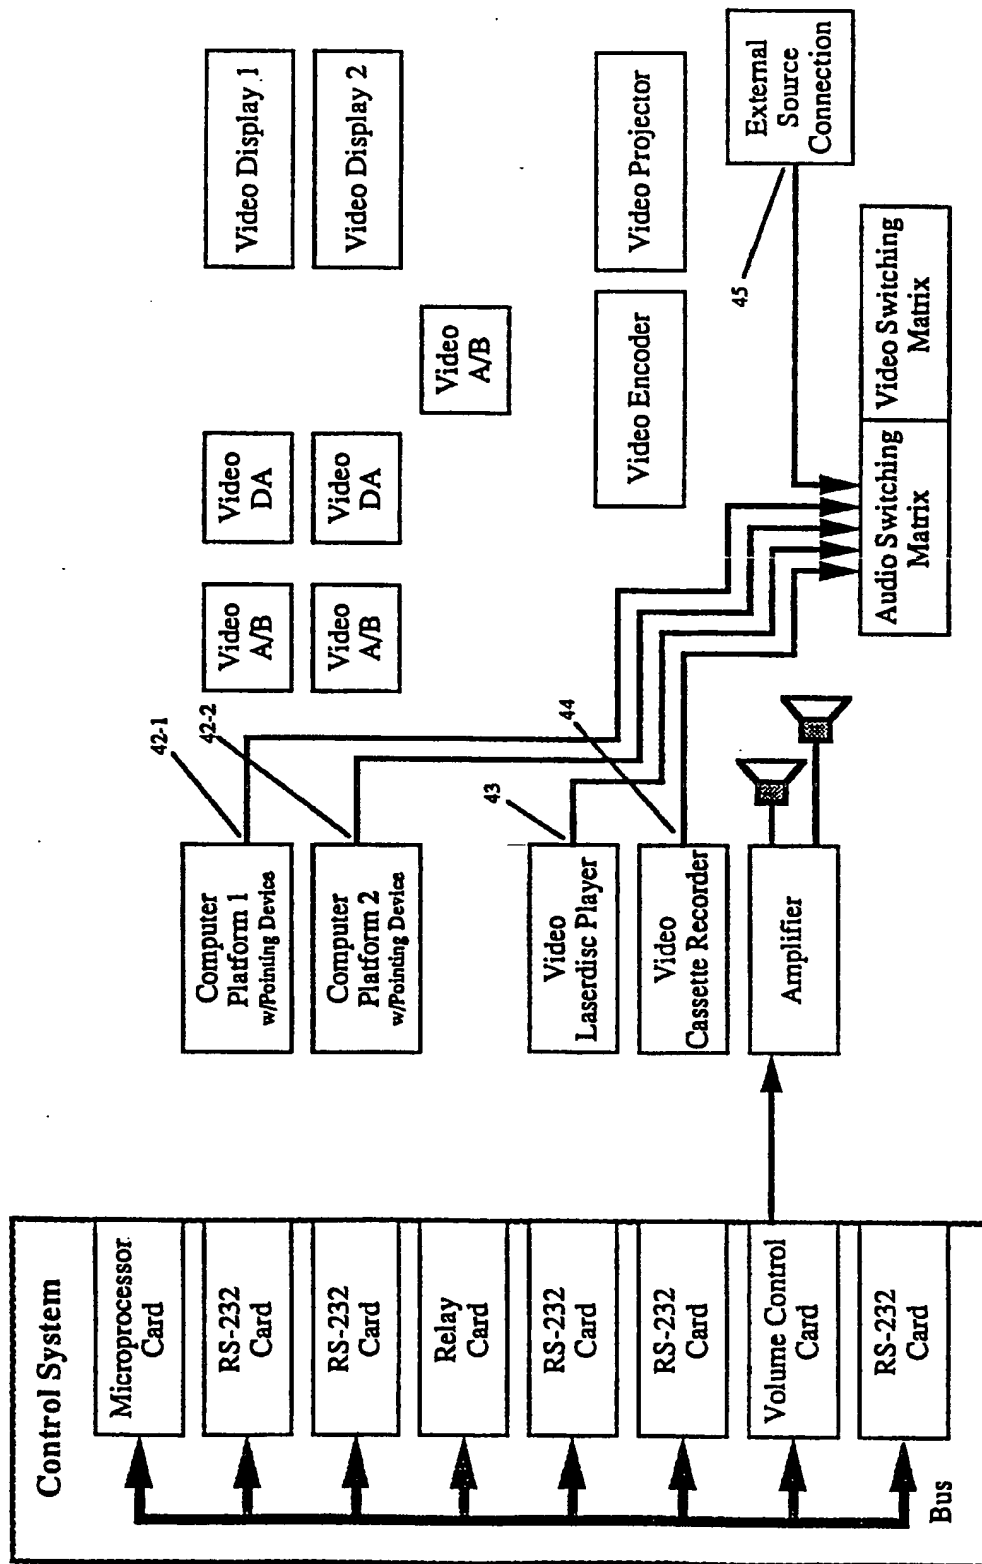 Control System
Microprocessor
Card
RS-232
Card
RS-232
Card
Relay
Card
RS-232
Card
RS-232
Card
Volume Control
Card
RS-232
Card
Bus
Computer
Platform 1
w/Pointing Device
Computer
Platform 2
w/Pointing Device
Video
Laserdisc Player
Video
Cassette Recorder
Amplifier
42-1
42-2
43
44
Video
A/B
Video
A/B
Video
DA
Video
DA
Video
A/B
Video Display 1
Video Display 2
Video Encoder
Video Projector
External
Source
Connection
45
Audio Switching
Matrix
Video Switching
Matrix